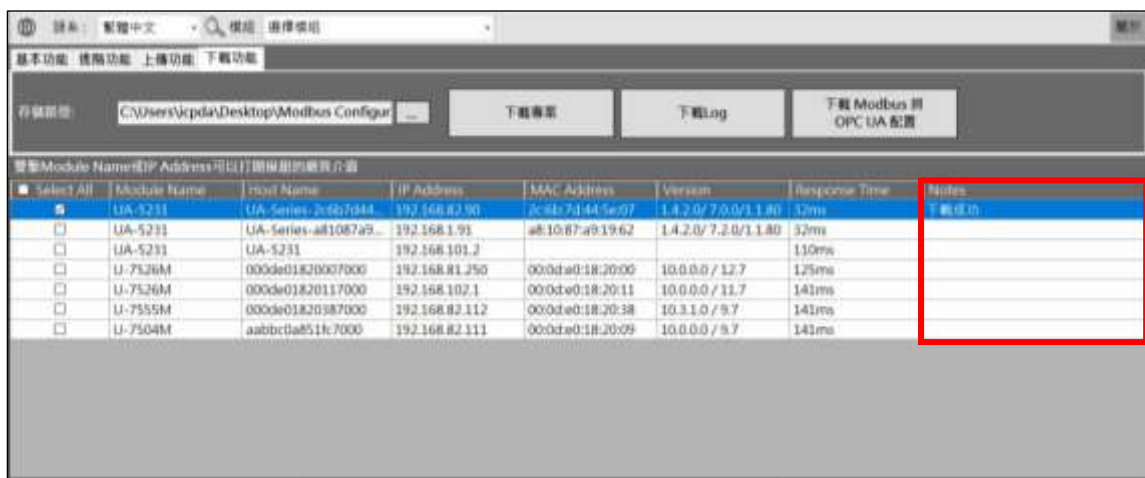 語系: 繁體中文 模組 選擇模組 關於
基本功能 進階功能 上傳功能 下載功能
存儲路徑: C:\Users\icpda\Desktop\Modbus Configur ... 下載專案 下載Log 下載 Modbus 與
OPC UA 配置
雙擊Module Name或IP Address可以打開模組的網頁介面
Select All Module Name Host Name IP Address MAC Address Version Response Time Notes
UA-5231 UA-Series-2c6b7d44... 192.168.82.90 2c:6b:7d:44:5e:07 1.4.2.0/ 7.0.0/1.1.80 32ms 下載成功
UA-5231 UA-Series-a81087a9... 192.168.1.91 a8:10:87:a9:19:62 1.4.2.0/ 7.2.0/1.1.80 32ms
UA-5231 UA-5231 192.168.101.2 110ms
U-7526M 000de01820007000 192.168.81.250 00:0d:e0:18:20:00 10.0.0.0 / 12.7 125ms
U-7526M 000de01820117000 192.168.102.1 00:0d:e0:18:20:11 10.0.0.0 / 11.7 141ms
U-7555M 000de01820387000 192.168.82.112 00:0d:e0:18:20:38 10.3.1.0 / 9.7 141ms
U-7504M aabbc0a851fc7000 192.168.82.111 00:0d:e0:18:20:09 10.0.0.0 / 9.7 141ms